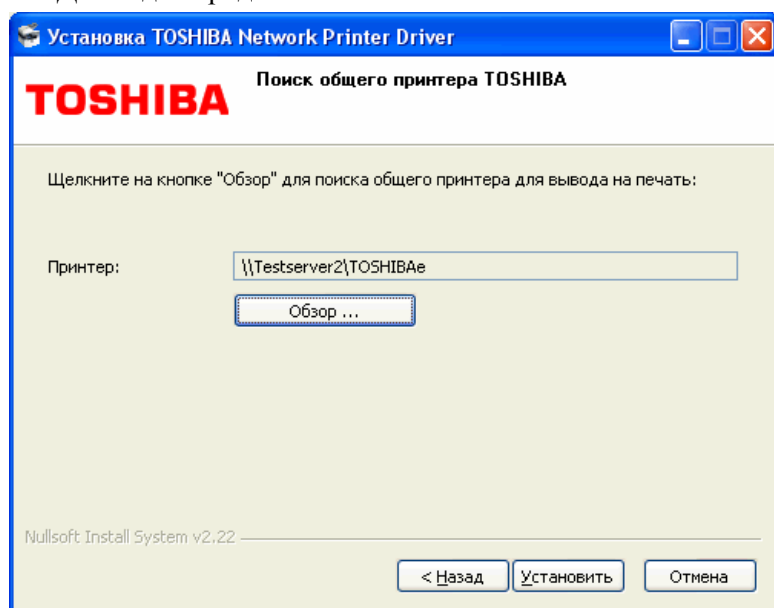 Установка TOSHIBA Network Printer Driver
TOSHIBA
Поиск общего принтера TOSHIBA
Щелкните на кнопке "Обзор" для поиска общего принтера для вывода на печать:
Принтер:
\\Testserver2\TOSHIBAe
Обзор ...
Nullsoft Install System v2.22
< Назад
Установить
Отмена